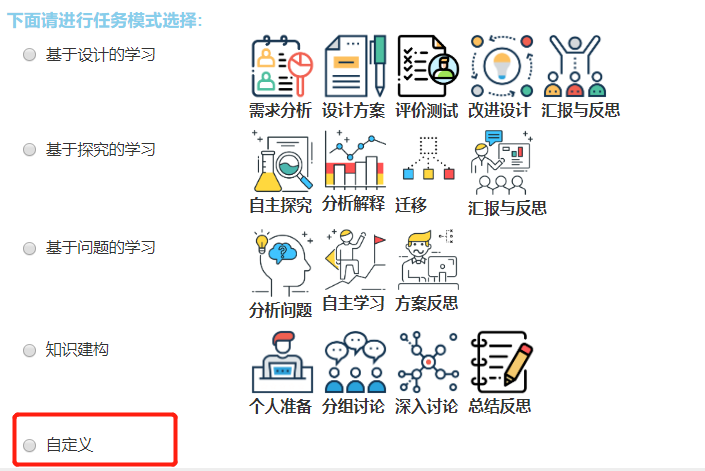 下面请进行任务模式选择:
基于设计的学习
需求分析 设计方案 评价测试 改进设计 汇报与反思
基于探究的学习
自主探究 分析解释 迁移 汇报与反思
基于问题的学习
分析问题 自主学习 方案反思
知识建构
个人准备 分组讨论 深入讨论 总结反思
自定义